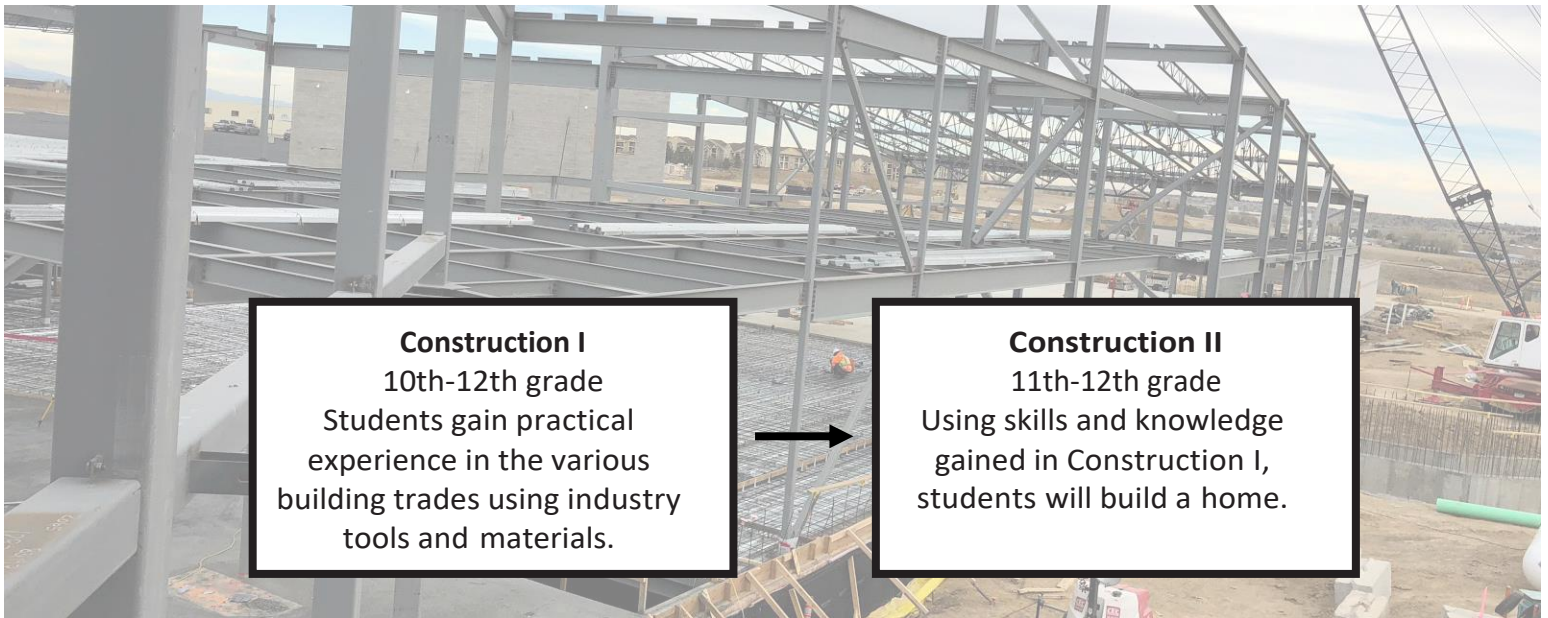 Construction I
10th-12th grade
Students gain practical
experience in the various
building trades using industry
tools and materials.
Construction II
11th-12th grade
Using skills and knowledge
gained in Construction I,
students will build a home.